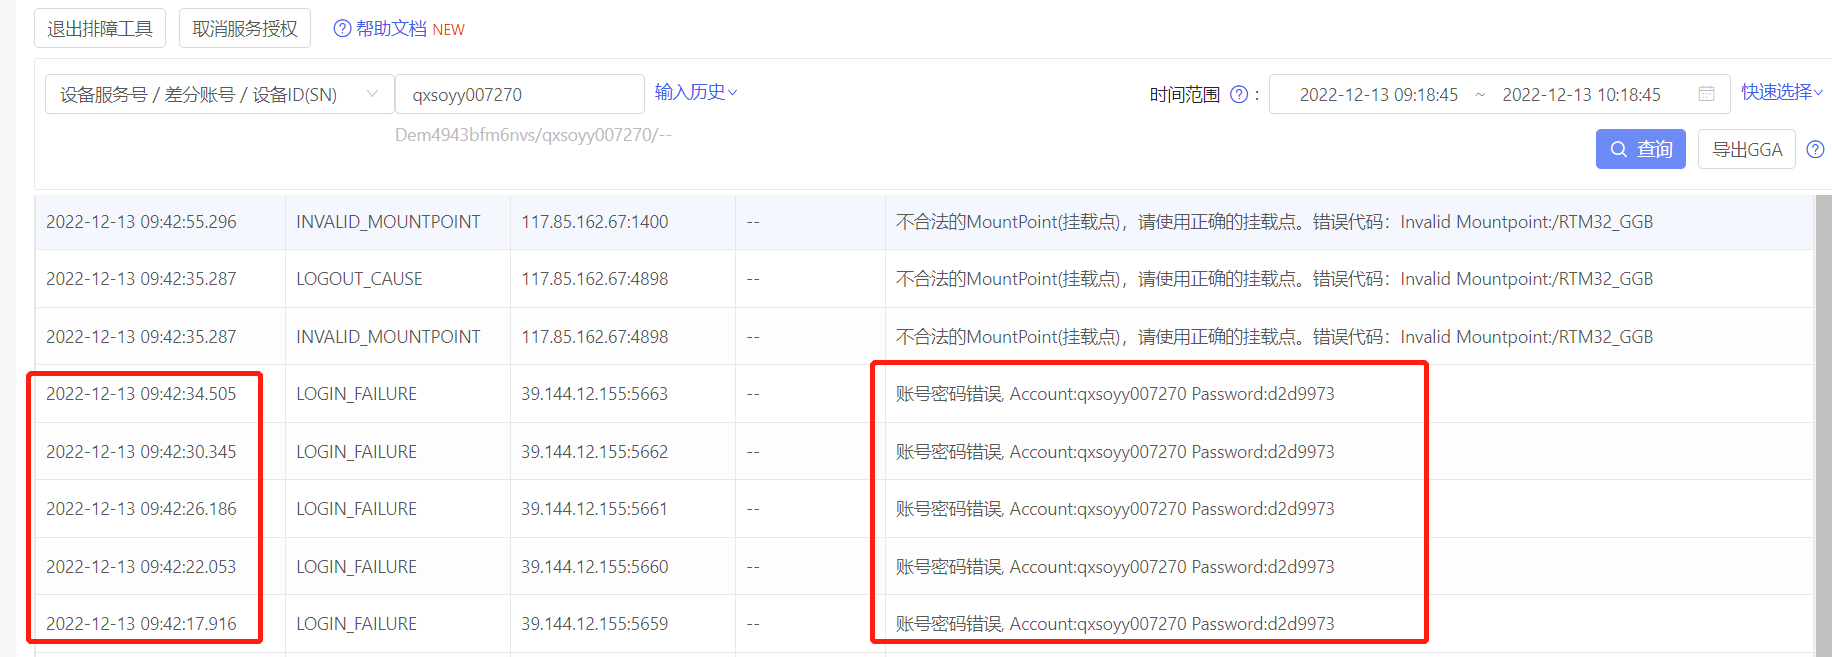 退出排障工具 取消服务授权 帮助文档 NEW
设备服务号 / 差分账号 / 设备ID(SN) qxsoyy007270 输入历史 时间范围 : 2022-12-13 09:18:45 ~ 2022-12-13 10:18:45 快速选择
Dem4943bfm6nvs/qxsoyy007270/--
查询 导出GGA
2022-12-13 09:42:55.296 INVALID_MOUNTPOINT 117.85.162.67:1400 -- 不合法的MountPoint(挂载点)，请使用正确的挂载点。错误代码：Invalid Mountpoint:/RTM32_GGB
2022-12-13 09:42:35.287 LOGOUT_CAUSE 117.85.162.67:4898 -- 不合法的MountPoint(挂载点)，请使用正确的挂载点。错误代码：Invalid Mountpoint:/RTM32_GGB
2022-12-13 09:42:35.287 INVALID_MOUNTPOINT 117.85.162.67:4898 -- 不合法的MountPoint(挂载点)，请使用正确的挂载点。错误代码：Invalid Mountpoint:/RTM32_GGB
2022-12-13 09:42:34.505 LOGIN_FAILURE 39.144.12.155:5663 -- 账号密码错误, Account:qxsoyy007270 Password:d2d9973
2022-12-13 09:42:30.345 LOGIN_FAILURE 39.144.12.155:5662 -- 账号密码错误, Account:qxsoyy007270 Password:d2d9973
2022-12-13 09:42:26.186 LOGIN_FAILURE 39.144.12.155:5661 -- 账号密码错误, Account:qxsoyy007270 Password:d2d9973
2022-12-13 09:42:22.053 LOGIN_FAILURE 39.144.12.155:5660 -- 账号密码错误, Account:qxsoyy007270 Password:d2d9973
2022-12-13 09:42:17.916 LOGIN_FAILURE 39.144.12.155:5659 -- 账号密码错误, Account:qxsoyy007270 Password:d2d9973